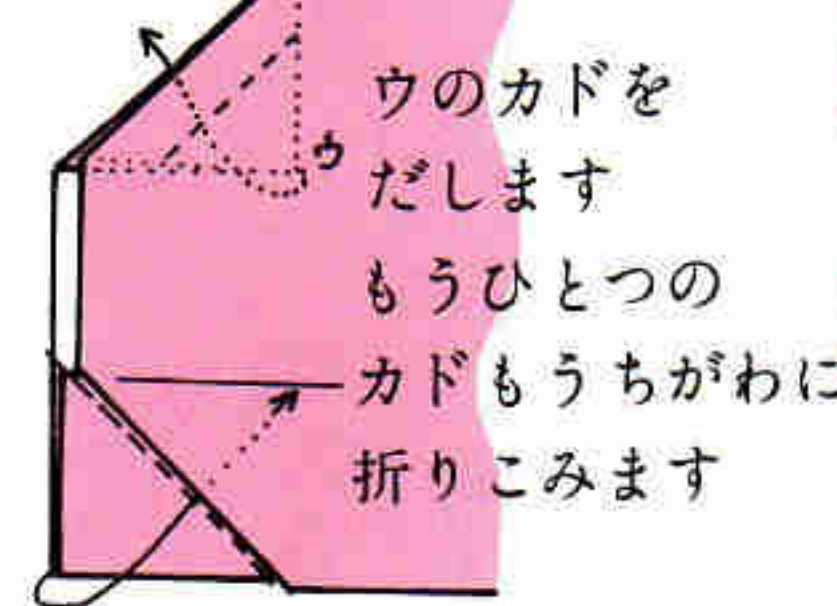 ウ
ウのカドを
だします
もうひとつの
カドもうちがわに
折りこみます